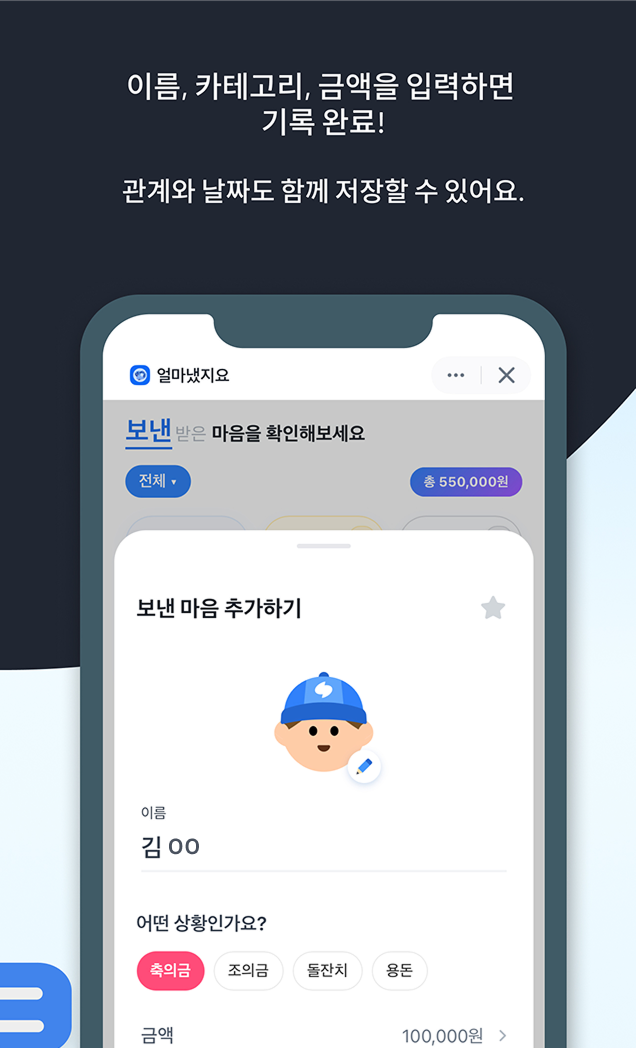 이름, 카테고리, 금액을 입력하면
기록 완료!
관계와 날짜도 함께 저장할 수 있어요.
얼마냈지요
보낸 받은 마음을 확인해보세요
전체 ▾
총 550,000원
보낸 마음 추가하기
이름
김 OO
어떤 상황인가요?
축의금 조의금 돌잔치 용돈
금액 100,000원